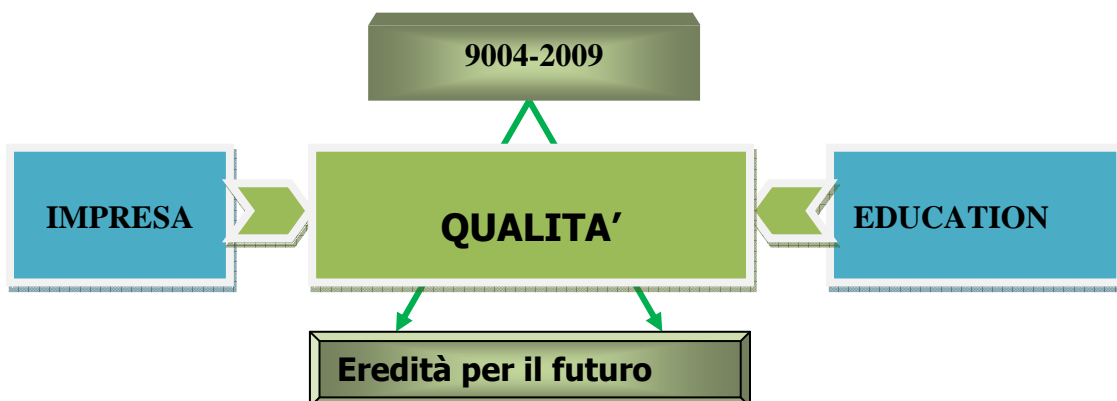 9004-2009
IMPRESA
QUALITA’
EDUCATION
Eredità per il futuro